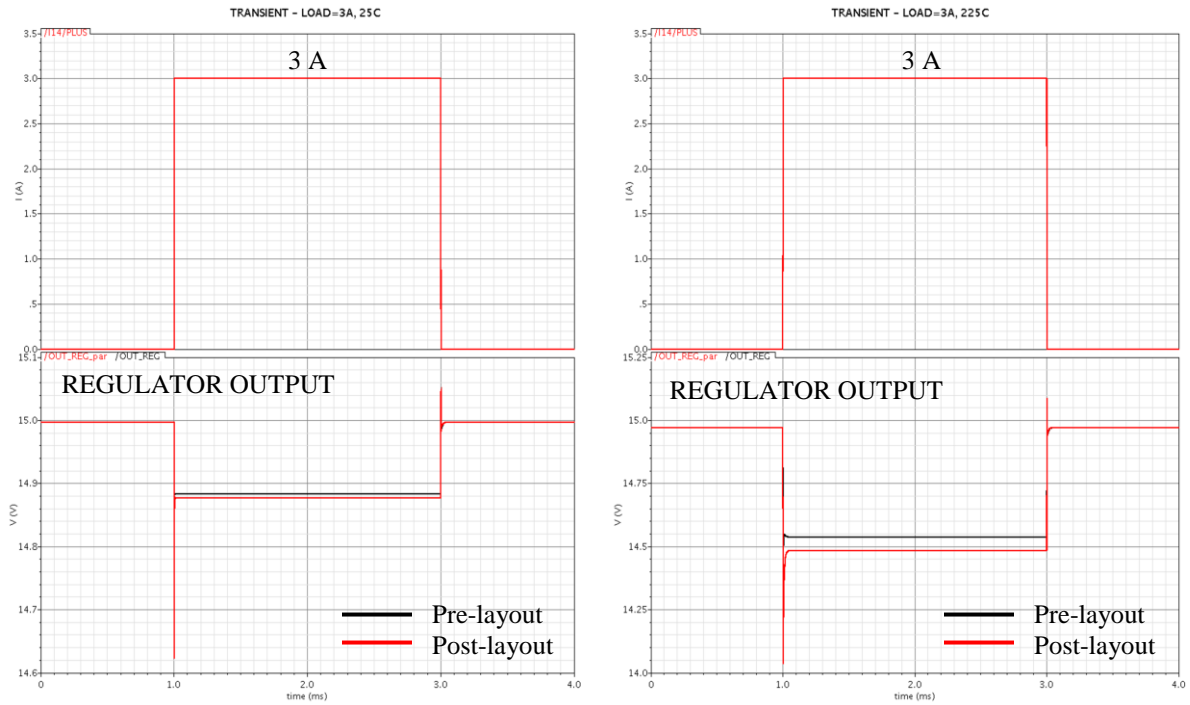 TRANSIENT - LOAD=3A, 25C
/I14/PLUS
3 A
3.5
3.0
2.5
2.0
1.5
1.0
.5
0.0
I (A)
/OUT_REG_par /OUT_REG
REGULATOR OUTPUT
15.1
15.0
14.9
14.8
14.7
14.6
V (V)
Pre-layout
Post-layout
0 1.0 2.0 3.0 4.0
time (ms)
TRANSIENT - LOAD=3A, 225C
/I14/PLUS
3 A
3.5
3.0
2.5
2.0
1.5
1.0
.5
0.0
I (A)
/OUT_REG_par /OUT_REG
REGULATOR OUTPUT
15.25
15.0
14.75
14.5
14.25
14.0
V (V)
Pre-layout
Post-layout
0 1.0 2.0 3.0 4.0
time (ms)